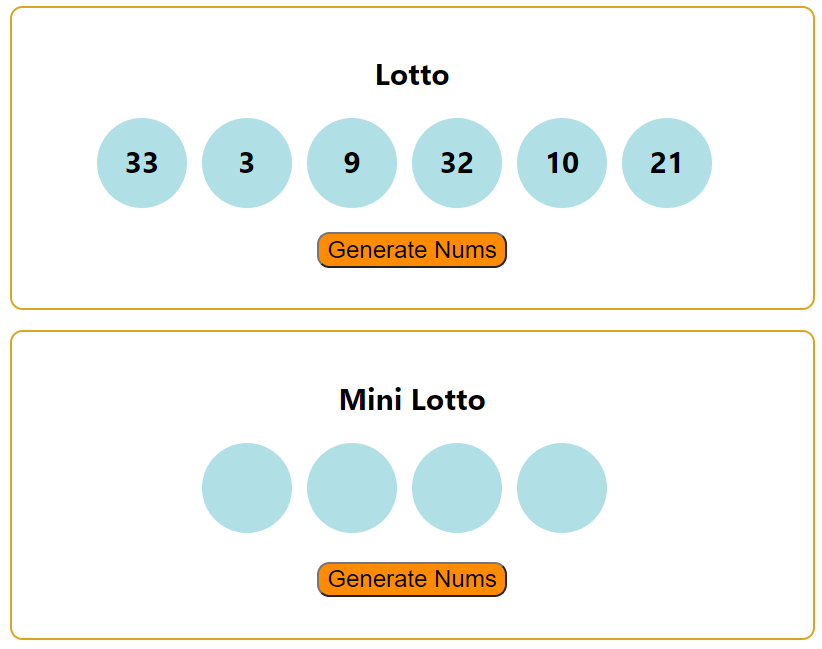 Lotto
33 3 9 32 10 21
Generate Nums
Mini Lotto
Generate Nums